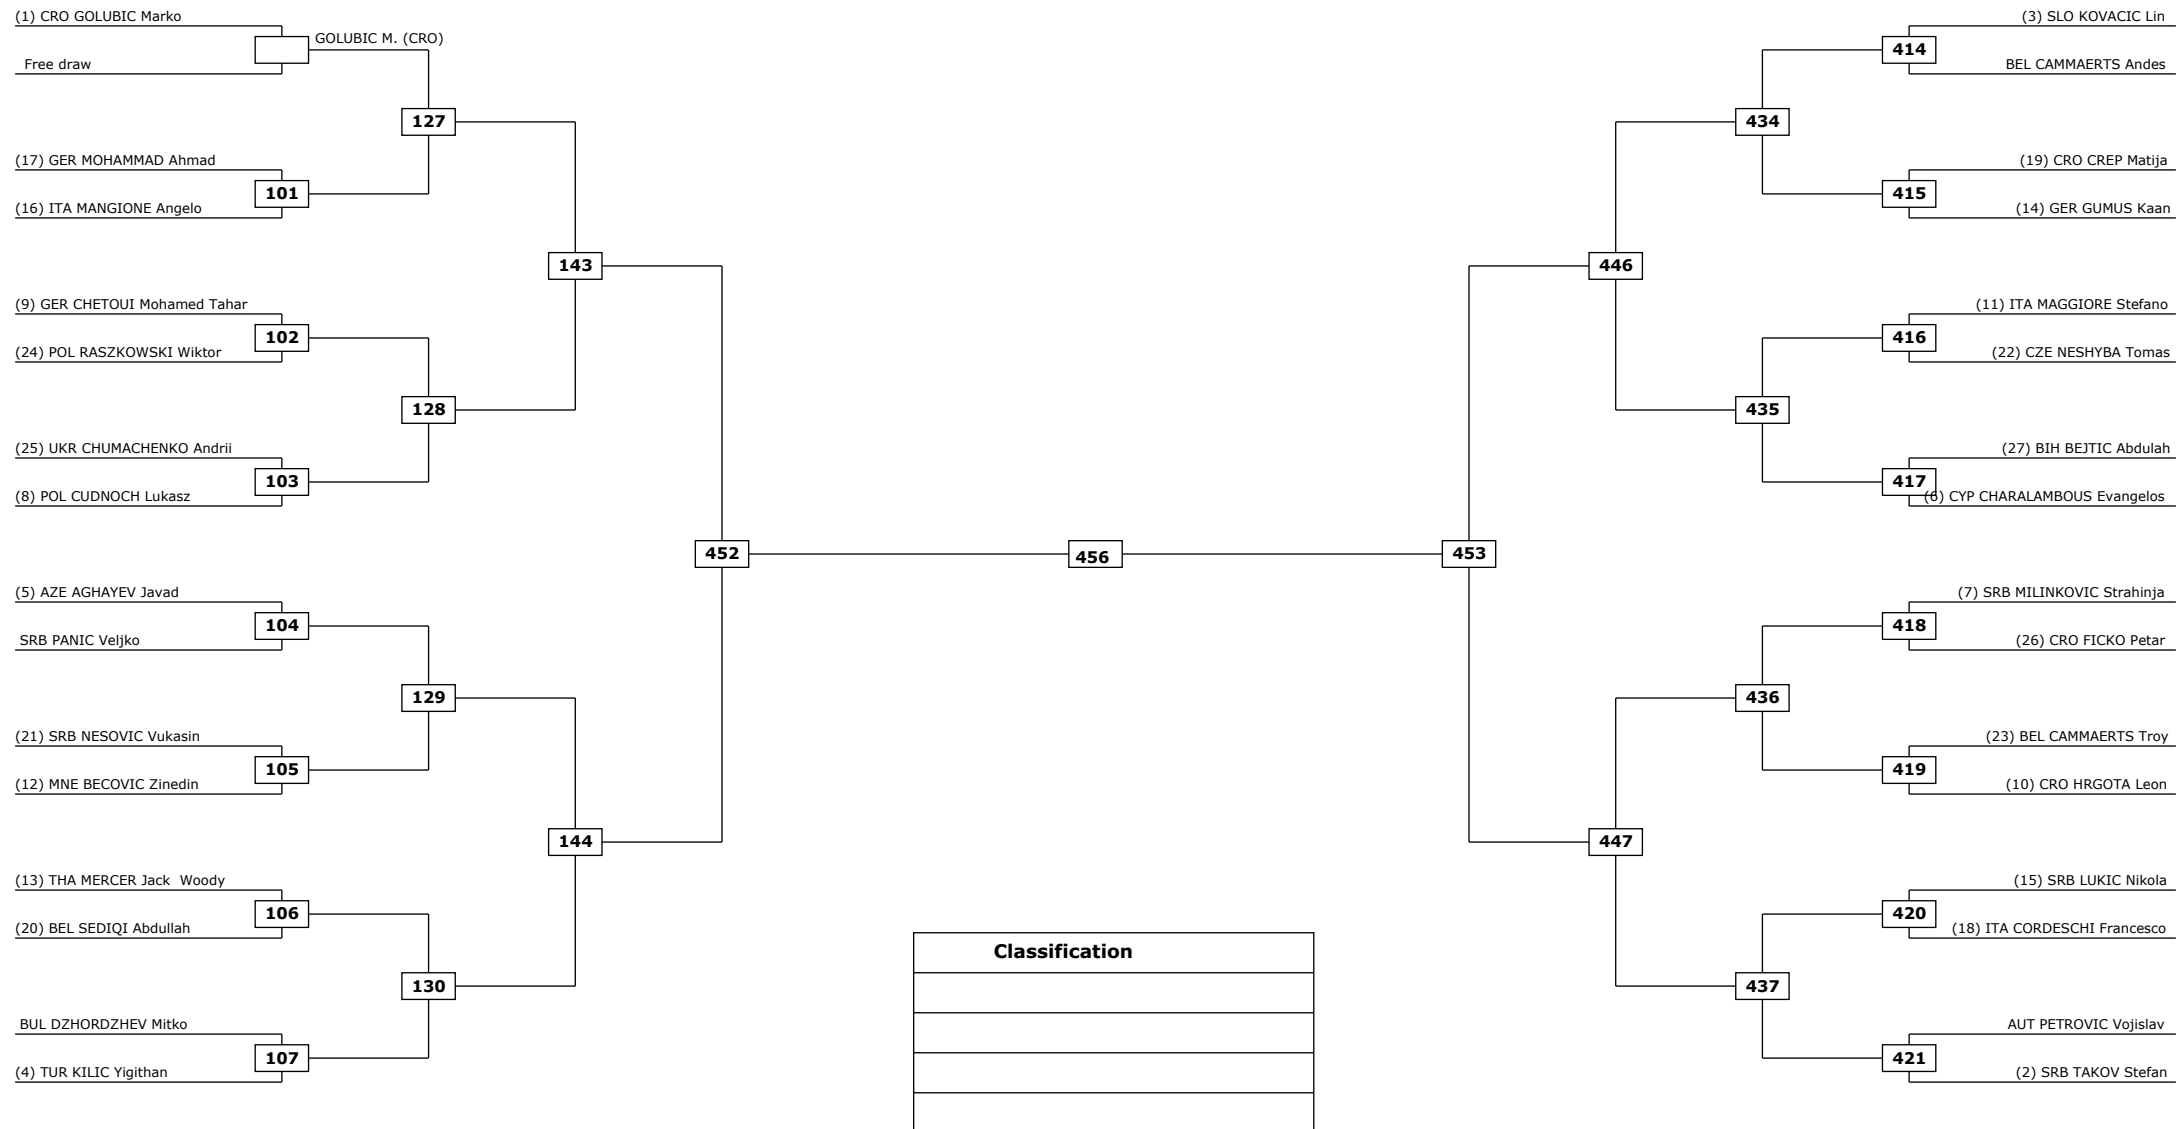 (1) CRO GOLUBIC Marko
GOLUBIC M. (CRO)
Free draw
127
(17) GER MOHAMMAD Ahmad
101
(16) ITA MANGIONE Angelo
143
(9) GER CHETOUI Mohamed Tahar
102
(24) POL RASZKOWSKI Wiktor
128
(25) UKR CHUMACHENKO Andrii
103
(8) POL CUDNOCH Lukasz
452
(5) AZE AGHAYEV Javad
104
SRB PANIC Veljko
129
(21) SRB NESOVIC Vukasin
105
(12) MNE BECOVIC Zinedin
144
(13) THA MERCER Jack  Woody
106
(20) BEL SEDIQI Abdullah
130
BUL DZHORDZHEV Mitko
107
(4) TUR KILIC Yigithan
456
Classification
(3) SLO KOVACIC Lin
414
BEL CAMMAERTS Andes
434
(19) CRO CREP Matija
415
(14) GER GUMUS Kaan
446
(11) ITA MAGGIORE Stefano
416
(22) CZE NESHYBA Tomas
435
(27) BIH BEJTIC Abdulah
417
(6) CYP CHARALAMBOUS Evangelos
453
(7) SRB MILINKOVIC Strahinja
418
(26) CRO FICKO Petar
436
(23) BEL CAMMAERTS Troy
419
(10) CRO HRGOTA Leon
447
(15) SRB LUKIC Nikola
420
(18) ITA CORDESCHI Francesco
437
AUT PETROVIC Vojislav
421
(2) SRB TAKOV Stefan